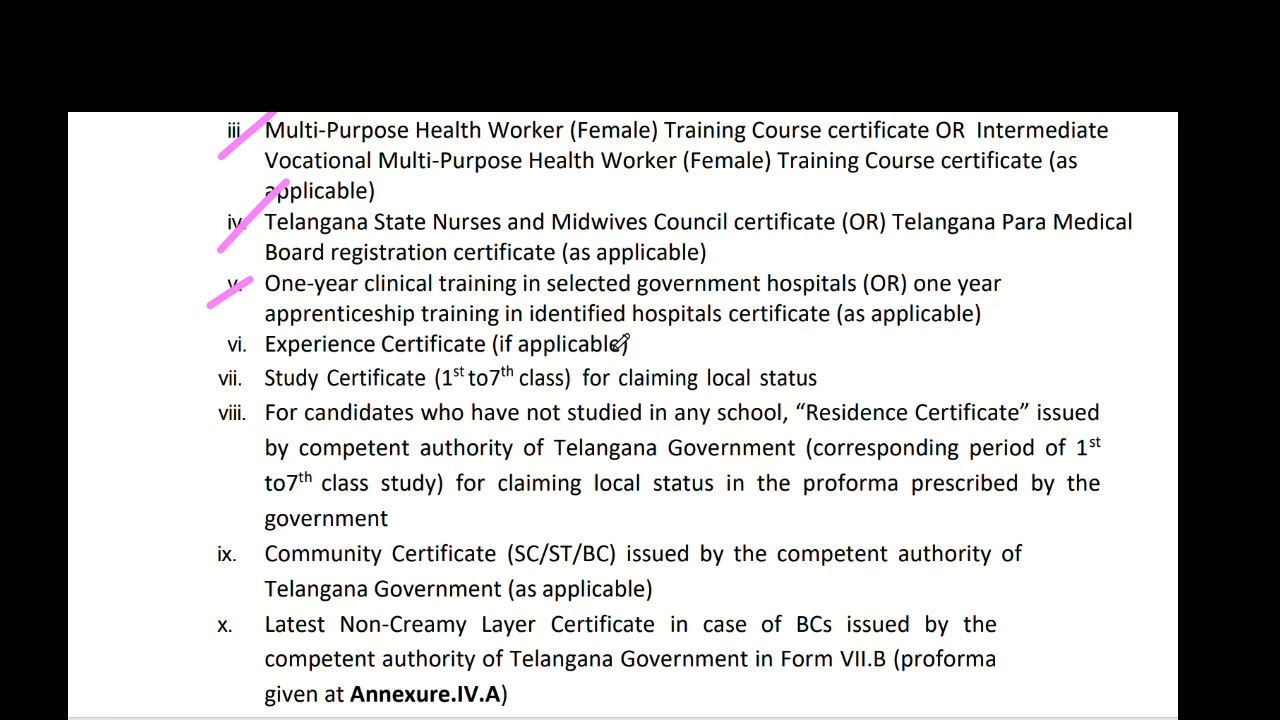 iii Multi-Purpose Health Worker (Female) Training Course certificate OR Intermediate
Vocational Multi-Purpose Health Worker (Female) Training Course certificate (as
applicable)
iv. Telangana State Nurses and Midwives Council certificate (OR) Telangana Para Medical
Board registration certificate (as applicable)
v. One-year clinical training in selected government hospitals (OR) one year
apprenticeship training in identified hospitals certificate (as applicable)
vi. Experience Certificate (if applicable)
vii. Study Certificate (1st to7th class) for claiming local status
viii. For candidates who have not studied in any school, “Residence Certificate” issued
by competent authority of Telangana Government (corresponding period of 1st
to7th class study) for claiming local status in the proforma prescribed by the
government
ix. Community Certificate (SC/ST/BC) issued by the competent authority of
Telangana Government (as applicable)
x. Latest Non-Creamy Layer Certificate in case of BCs issued by the
competent authority of Telangana Government in Form VII.B (proforma
given at Annexure.IV.A)